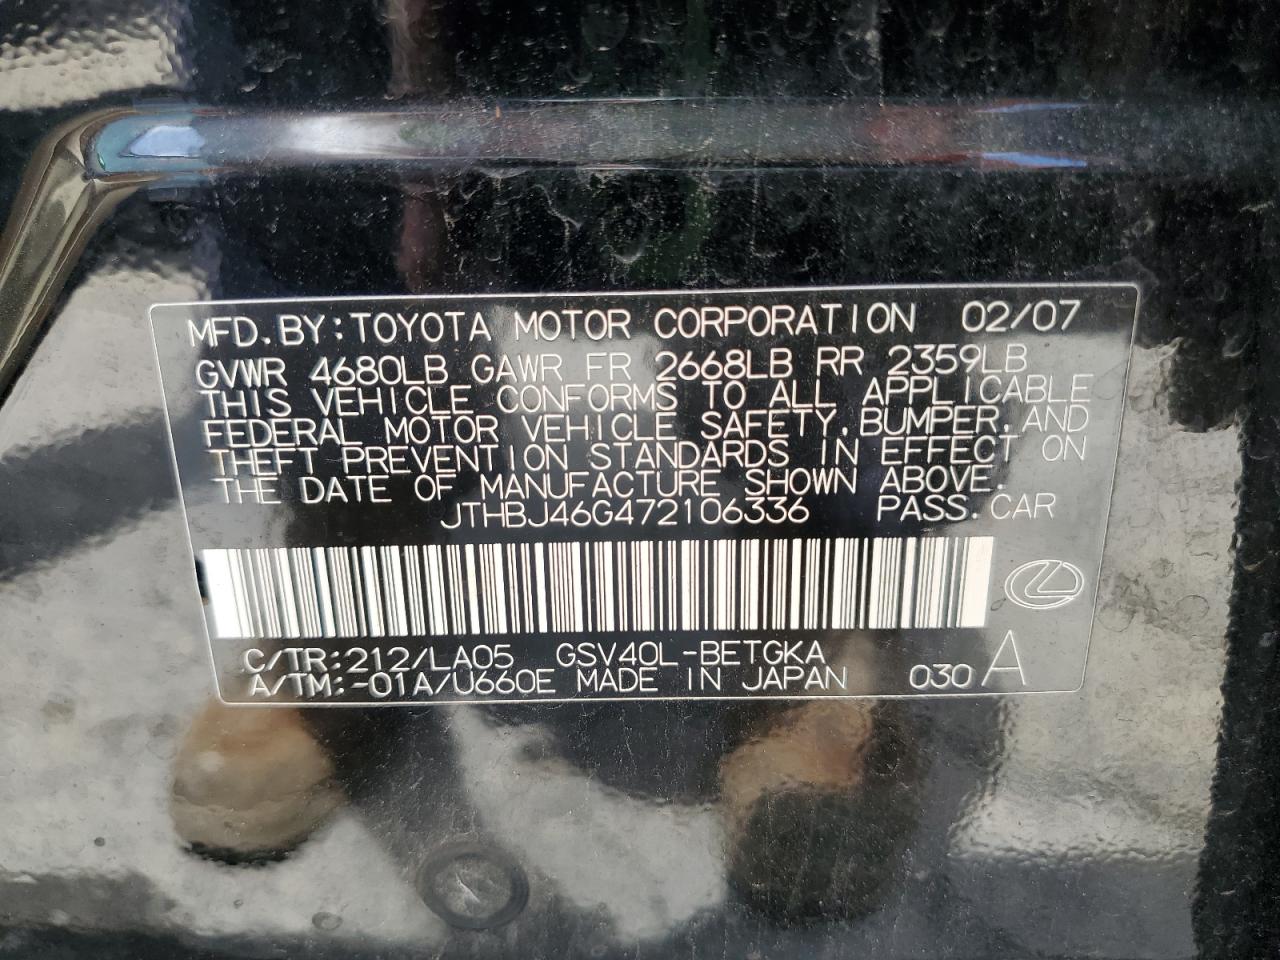 MFD.BY:TOYOTA MOTOR CORPORATION 02/07
GVWR 4680LB GAWR FR 2668LB RR 2359LB
THIS VEHICLE CONFORMS TO ALL APPLICABLE
FEDERAL MOTOR VEHICLE SAFETY,BUMPER,AND
THEFT PREVENTION STANDARDS IN EFFECT ON
THE DATE OF MANUFACTURE SHOWN ABOVE.
JTHBJ46G472106336 PASS.CAR
C/TR:212/LA05 GSV40L-BETGKA
A/TM:-01A/U660E MADE IN JAPAN 030 A